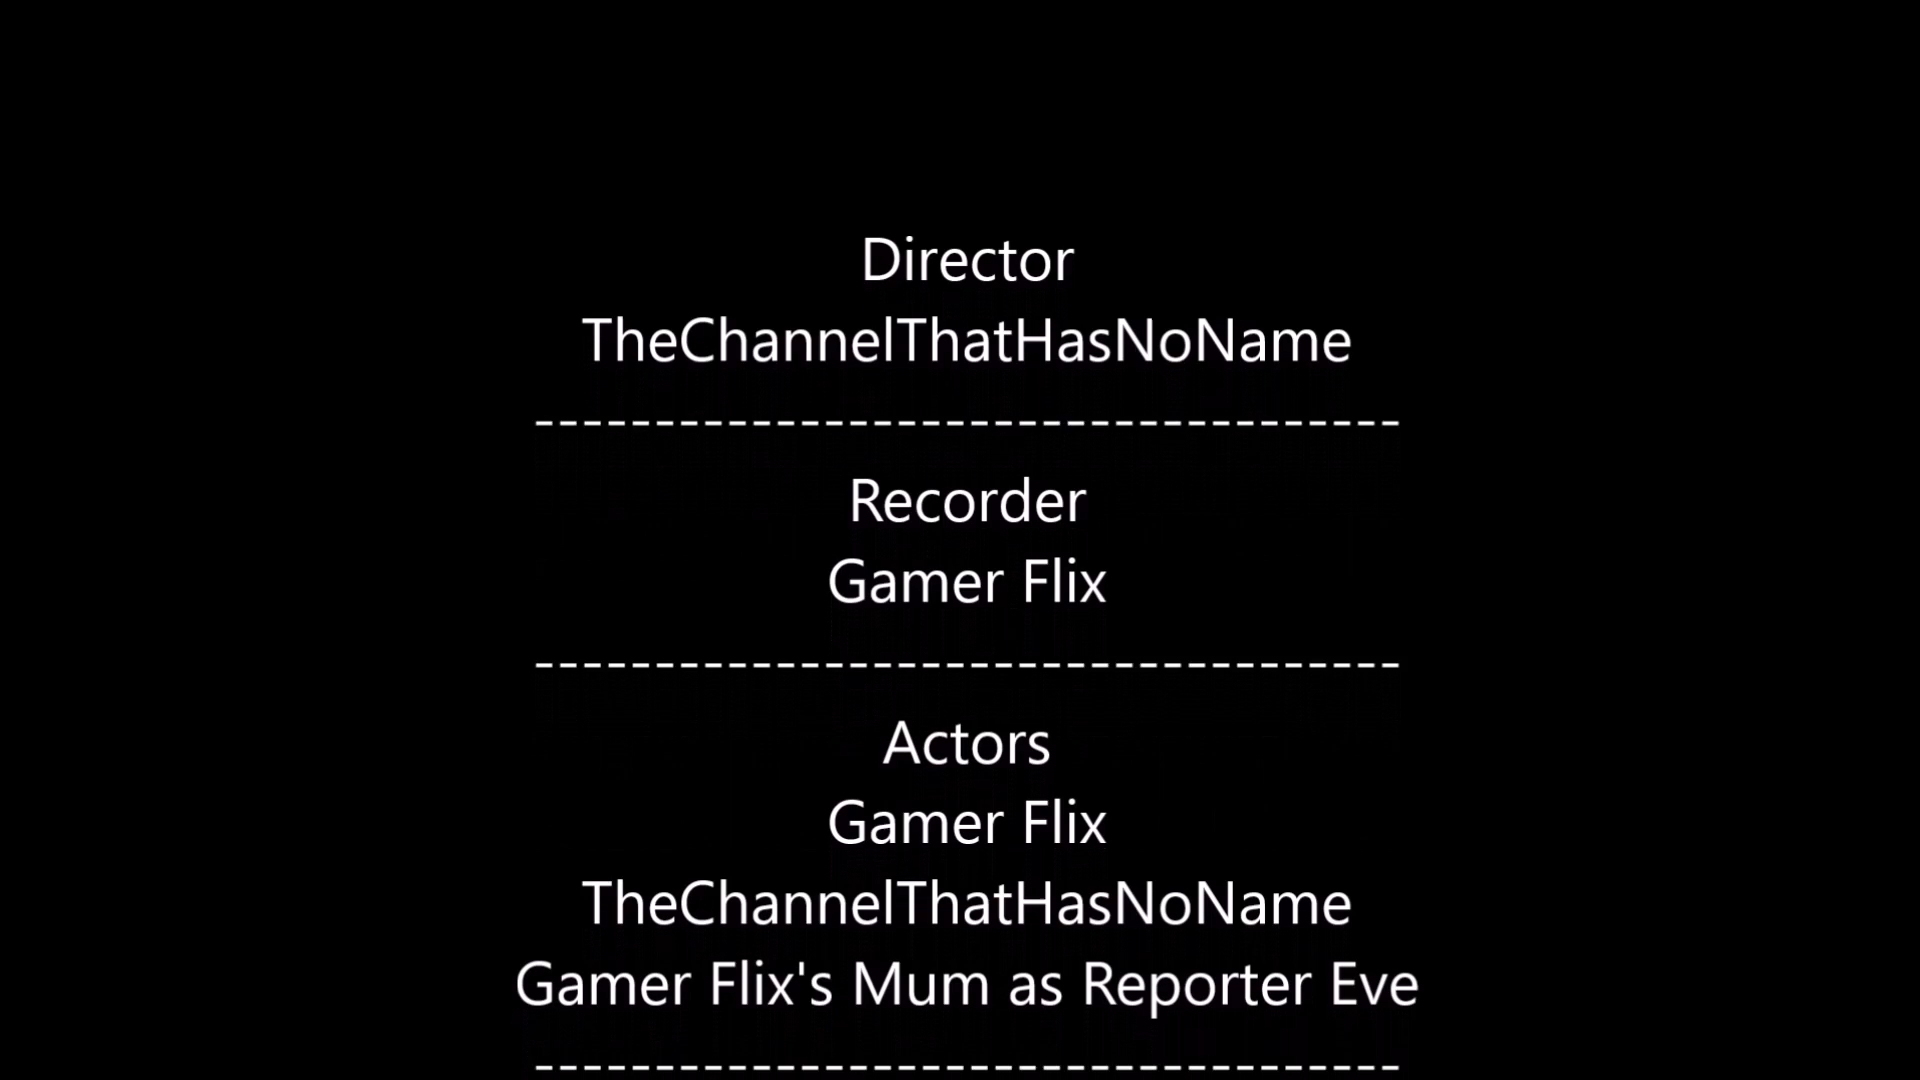 Director
TheChannelThatHasNoName
------------------------------------
Recorder
Gamer Flix
------------------------------------
Actors
Gamer Flix
TheChannelThatHasNoName
Gamer Flix's Mum as Reporter Eve
------------------------------------